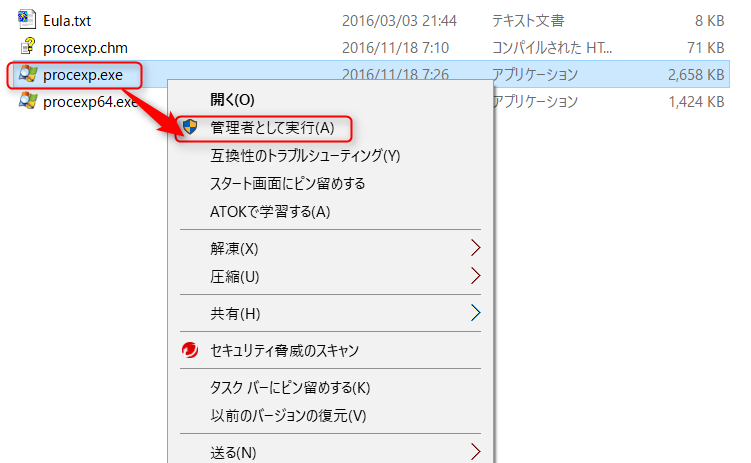 Eula.txt 2016/03/03 21:44 テキスト文書 8 KB
procexp.chm 2016/11/18 7:10 コンパイルされた HT... 71 KB
procexp.exe 2016/11/18 7:26 アプリケーション 2,658 KB
procexp64.exe アプリケーション 1,424 KB
開く(O)
管理者として実行(A)
互換性のトラブルシューティング(Y)
スタート画面にピン留めする
ATOKで学習する(A)
解凍(X)
圧縮(U)
共有(H)
セキュリティ脅威のスキャン
タスク バーにピン留めする(K)
以前のバージョンの復元(V)
送る(N)